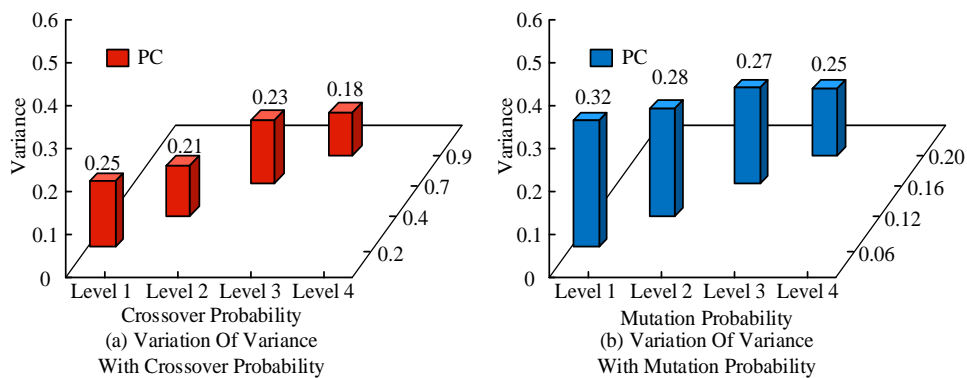 0.6
0.5
0.4
0.3
0.2
0.1
0
Variance
PC
0.25
0.21
0.23
0.18
0.9
0.7
0.4
0.2
Level 1 Level 2 Level 3 Level 4
Crossover Probability
(a) Variation Of Variance
With Crossover Probability
0.6
0.5
0.4
0.3
0.2
0.1
0
Variance
PC
0.32
0.28
0.27
0.25
0.20
0.16
0.12
0.06
Level 1 Level 2 Level 3 Level 4
Mutation Probability
(b) Variation Of Variance
With Mutation Probability